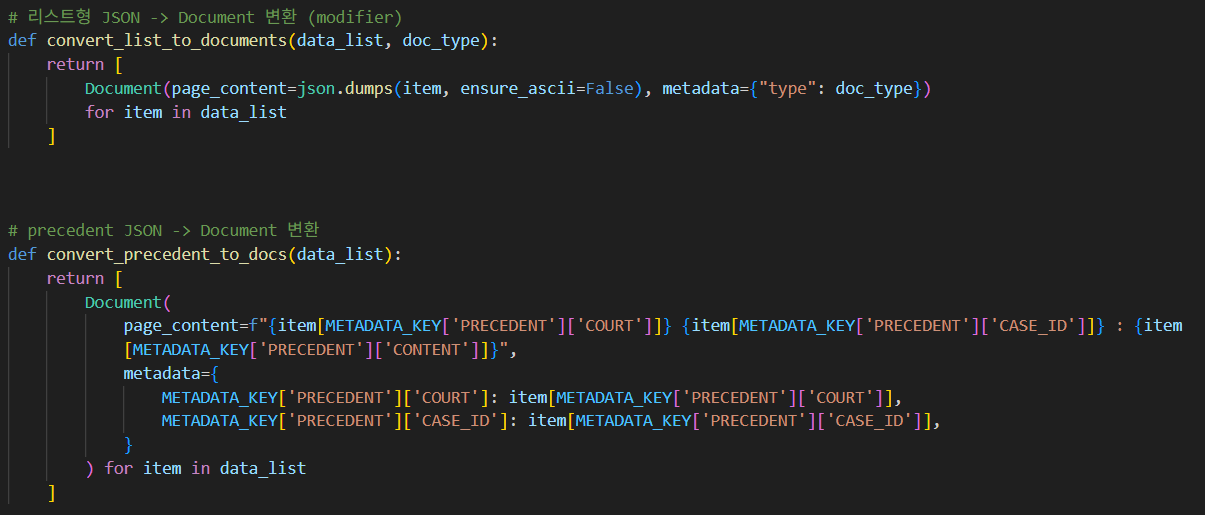 # 리스트형 JSON -> Document 변환 (modifier)
def convert_list_to_documents(data_list, doc_type):
    return [
        Document(page_content=json.dumps(item, ensure_ascii=False), metadata={"type": doc_type})
        for item in data_list
    ]
# precedent JSON -> Document 변환
def convert_precedent_to_docs(data_list):
    return [
        Document(
            page_content=f"{item[METADATA_KEY['PRECEDENT']['COURT']]} {item[METADATA_KEY['PRECEDENT']['CASE_ID']]} : {item
            [METADATA_KEY['PRECEDENT']['CONTENT']]}",
            metadata={
                METADATA_KEY['PRECEDENT']['COURT']: item[METADATA_KEY['PRECEDENT']['COURT']],
                METADATA_KEY['PRECEDENT']['CASE_ID']: item[METADATA_KEY['PRECEDENT']['CASE_ID']],
            }
        ) for item in data_list
    ]